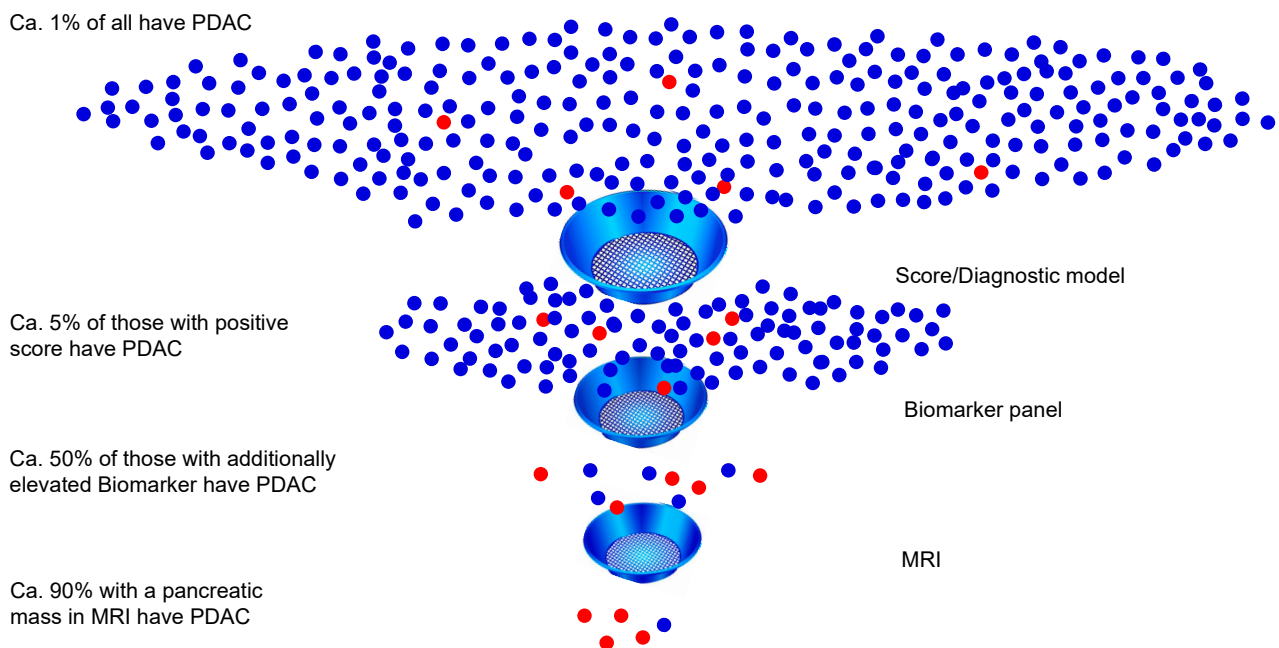 Ca. 1% of all have PDAC
Score/Diagnostic model
Ca. 5% of those with positive
score have PDAC
Biomarker panel
Ca. 50% of those with additionally
elevated Biomarker have PDAC
MRI
Ca. 90% with a pancreatic
mass in MRI have PDAC